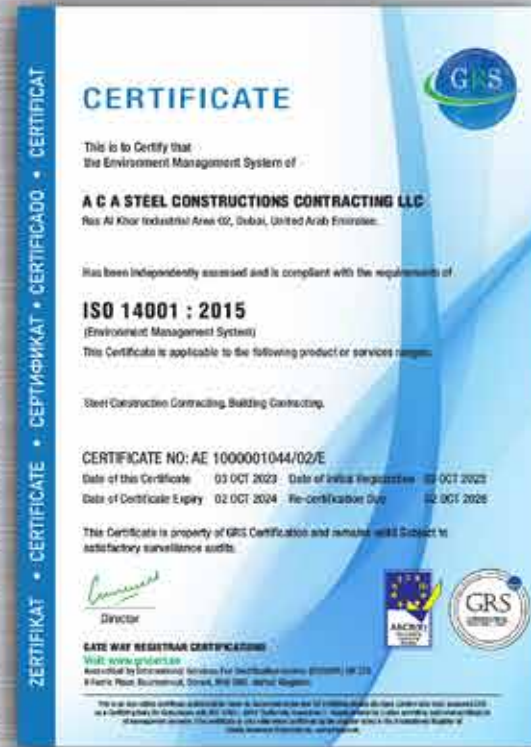 ZERTIFIKAT • CERTIFICATE • СЕРТИФИКАТ • CERTIFICADO • CERTIFICAT
GRS
CERTIFICATE
This is to Certify that
the Environment Management System of
A C A STEEL CONSTRUCTIONS CONTRACTING LLC
Ras Al Khor Industrial Area 02, Dubai, United Arab Emirates.
Has been independently assessed and is compliant with the requirements of
ISO 14001 : 2015
(Environment Management System)
This Certificate is applicable to the following product or services ranges.
Steel Construction Contracting, Building Contracting.
CERTIFICATE NO: AE 1000001044/02/E
Date of this Certificate 03 OCT 2023 Date of Initial Registration 03 OCT 2023
Date of Certificate Expiry 02 OCT 2024 Re-certification Due 02 OCT 2026
This Certificate is property of GRS Certification and remains valid Subject to
satisfactory surveillance audits.
Director
GRS
GATE WAY REGISTRAR CERTIFICATIONS